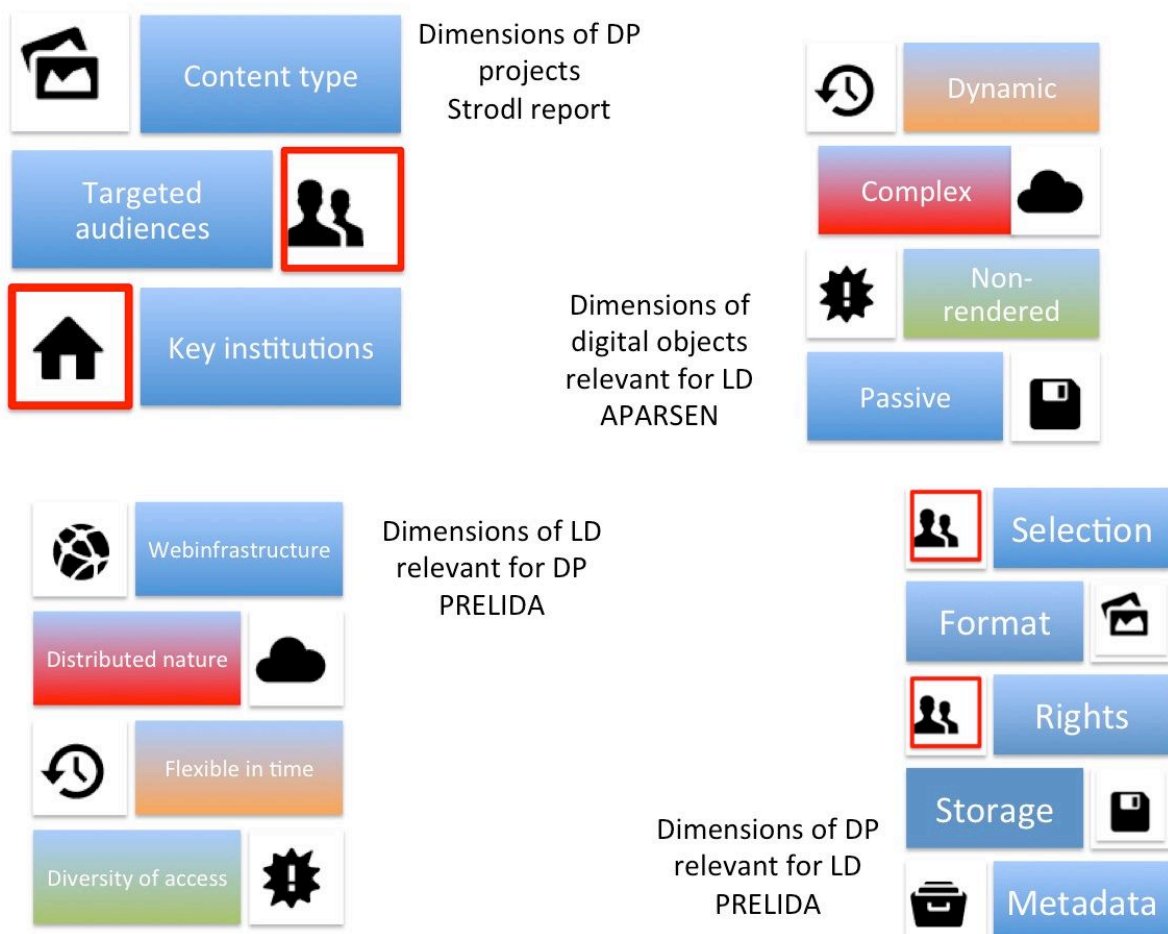 Content type
Targeted
audiences
Key institutions
Dimensions of DP
projects
Strodl report
Dynamic
Complex
Non-
rendered
Passive
Dimensions of
digital objects
relevant for LD
APARSEN
Webinfrastructure
Distributed nature
Flexible in time
Diversity of access
Dimensions of LD
relevant for DP
PRELIDA
Selection
Format
Rights
Storage
Metadata
Dimensions of DP
relevant for LD
PRELIDA